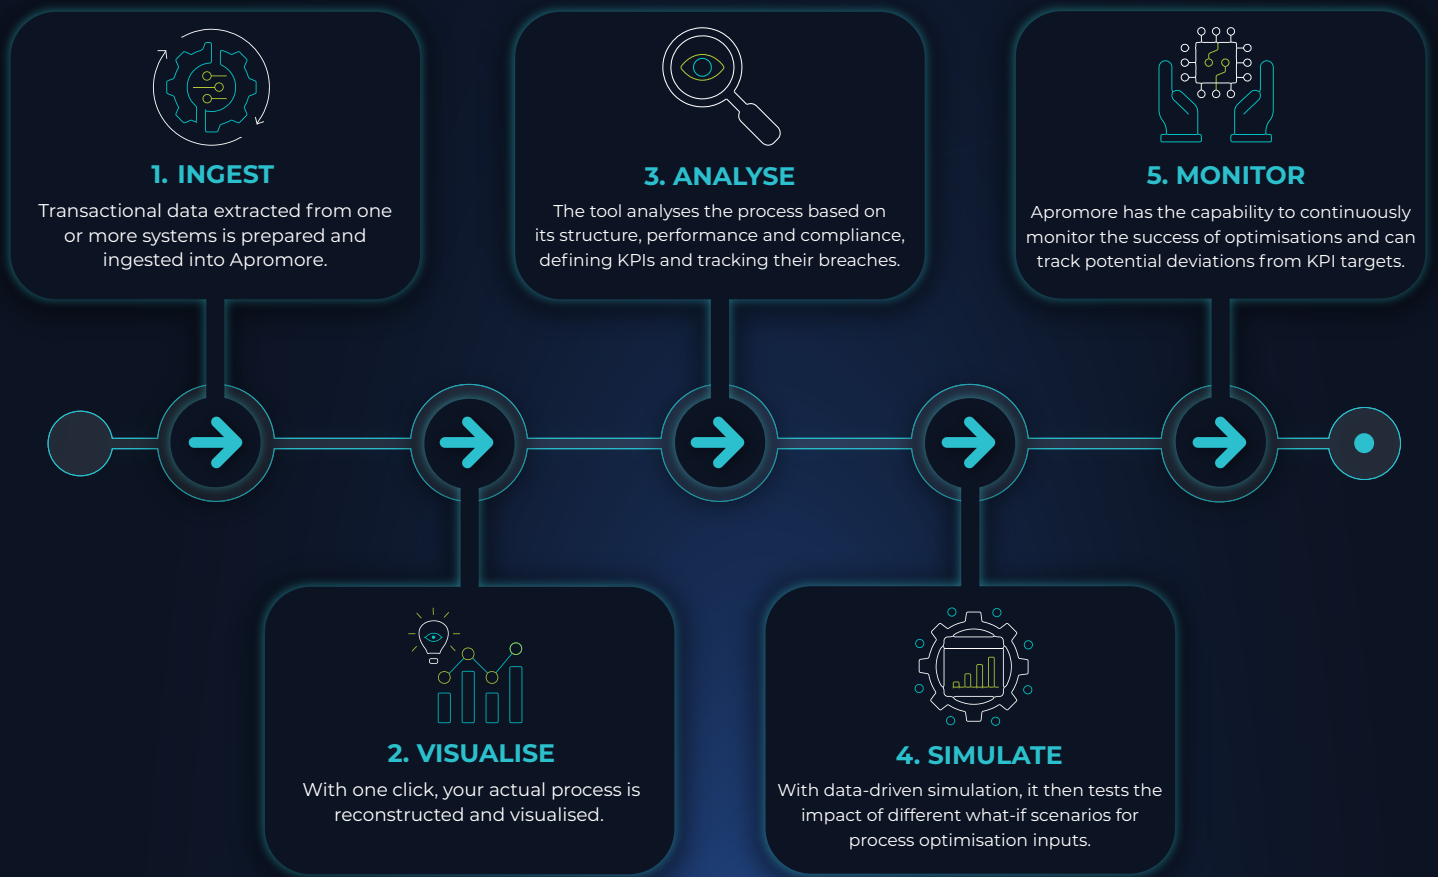 1. INGEST
Transactional data extracted from one
or more systems is prepared and
ingested into Apromore.
2. VISUALISE
With one click, your actual process is
reconstructed and visualised.
3. ANALYSE
The tool analyses the process based on
its structure, performance and compliance,
defining KPIs and tracking their breaches.
4. SIMULATE
With data-driven simulation, it then tests the
impact of different what-if scenarios for
process optimisation inputs.
5. MONITOR
Apromore has the capability to continuously
monitor the success of optimisations and can
track potential deviations from KPI targets.